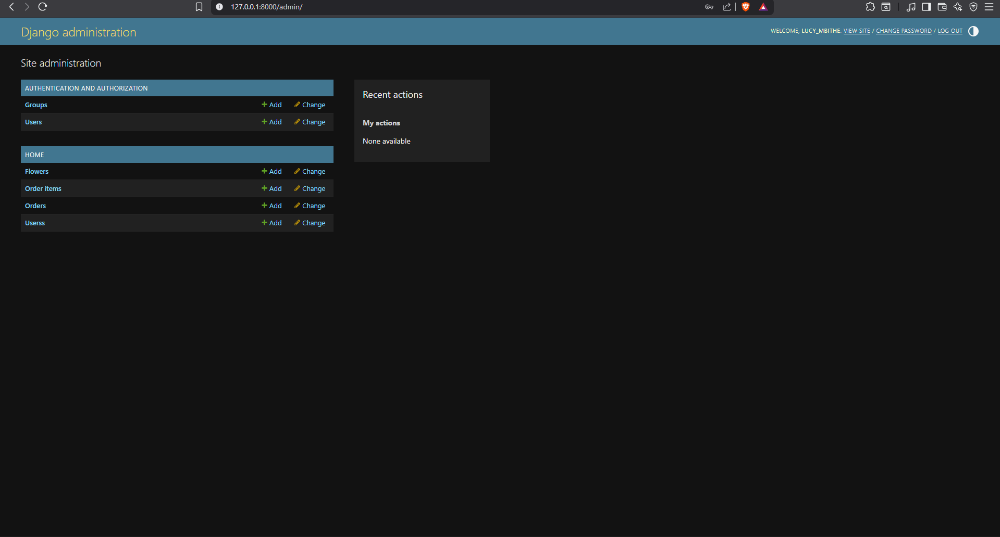 127.0.0.1:8000/admin/
Django administration
WELCOME, LUCY_MBITHE. VIEW SITE / CHANGE PASSWORD / LOG OUT
Site administration
AUTHENTICATION AND AUTHORIZATION
Groups Add Change
Users Add Change
HOME
Flowers Add Change
Order items Add Change
Orders Add Change
Userss Add Change
Recent actions
My actions
None available